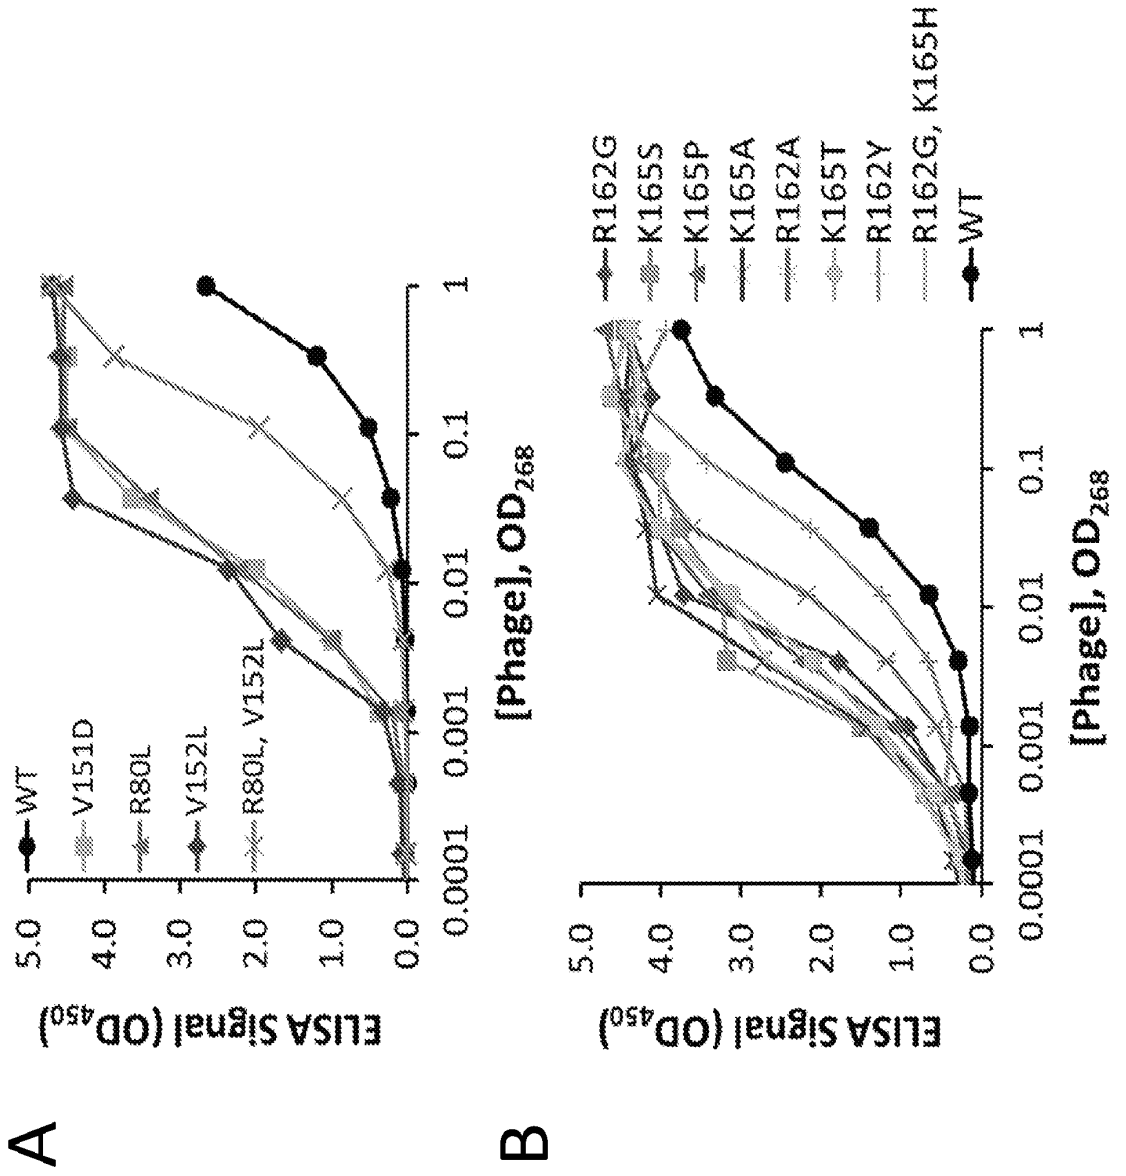 A
ELISA Signal (OD450)
5.0
4.0
3.0
2.0
1.0
0.0
WT
V151D
R80L
V152L
R80L, V152L
0.0001
0.001
0.01
0.1
1
[Phage], OD268
B
ELISA Signal (OD450)
5.0
4.0
3.0
2.0
1.0
0.0
0.0001
0.001
0.01
0.1
1
[Phage], OD268
R162G
K165S
K165P
K165A
R162A
K165T
R162Y
R162G, K165H
WT